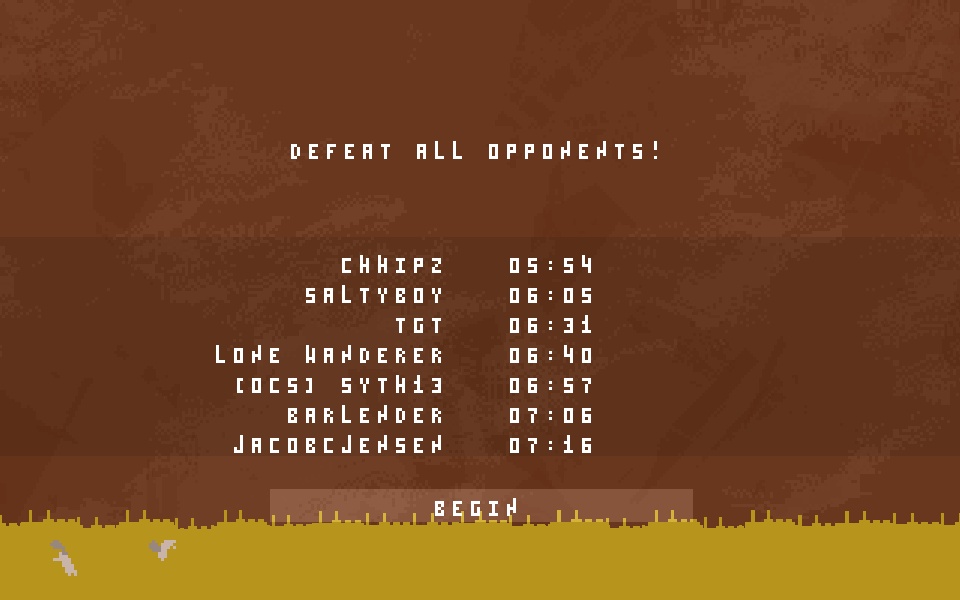 DEFEAT ALL OPPONENTS!
CHHIPZ 05:54
SALTYBOY 06:05
TGT 06:31
LONE WANDERER 06:40
[OCS] SYTH13 06:57
BARLENDER 07:06
JACOBCJENSEN 07:16
BEGIN